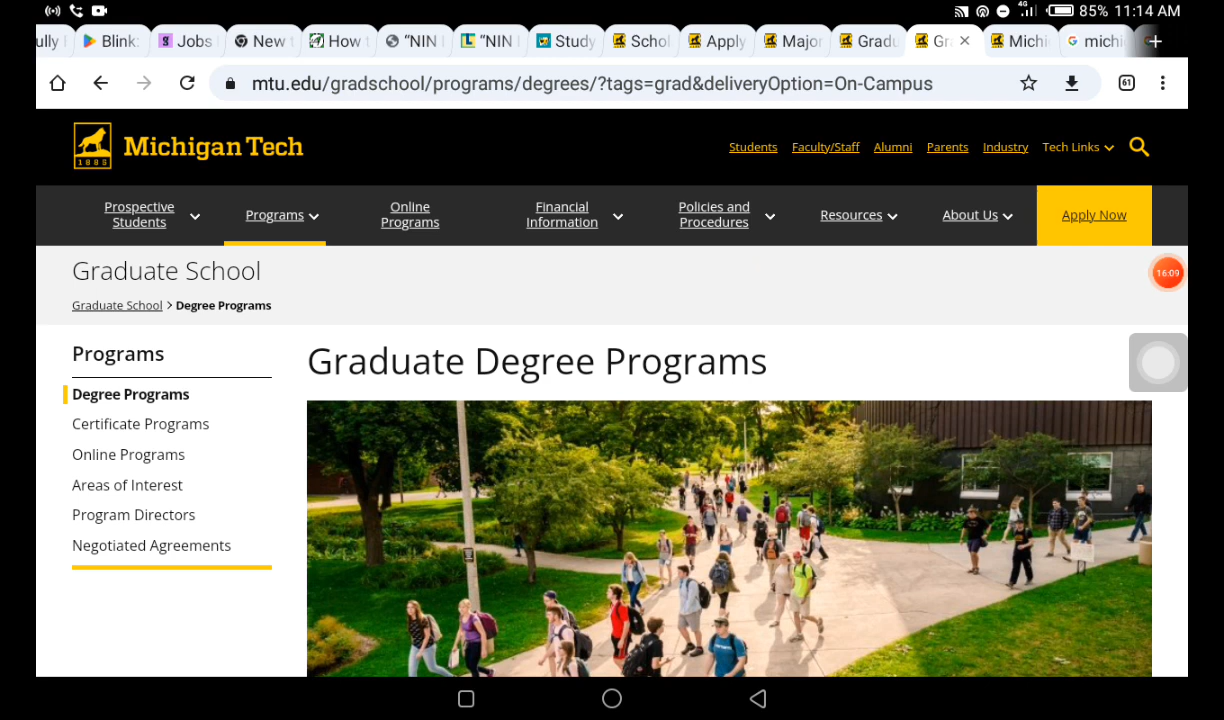 4G 85% 11:14 AM
ully Blink: Jobs New t How t “NIN “NIN Study Schol Apply Major Gradu Gr Michi michi
mtu.edu/gradschool/programs/degrees/?tags=grad&deliveryOption=On-Campus 61
1885 Michigan Tech
Students Faculty/Staff Alumni Parents Industry Tech Links
Prospective Students Programs Online Programs Financial Information Policies and Procedures Resources About Us Apply Now
Graduate School
Graduate School > Degree Programs
16:09
Programs
Graduate Degree Programs
Degree Programs
Certificate Programs
Online Programs
Areas of Interest
Program Directors
Negotiated Agreements